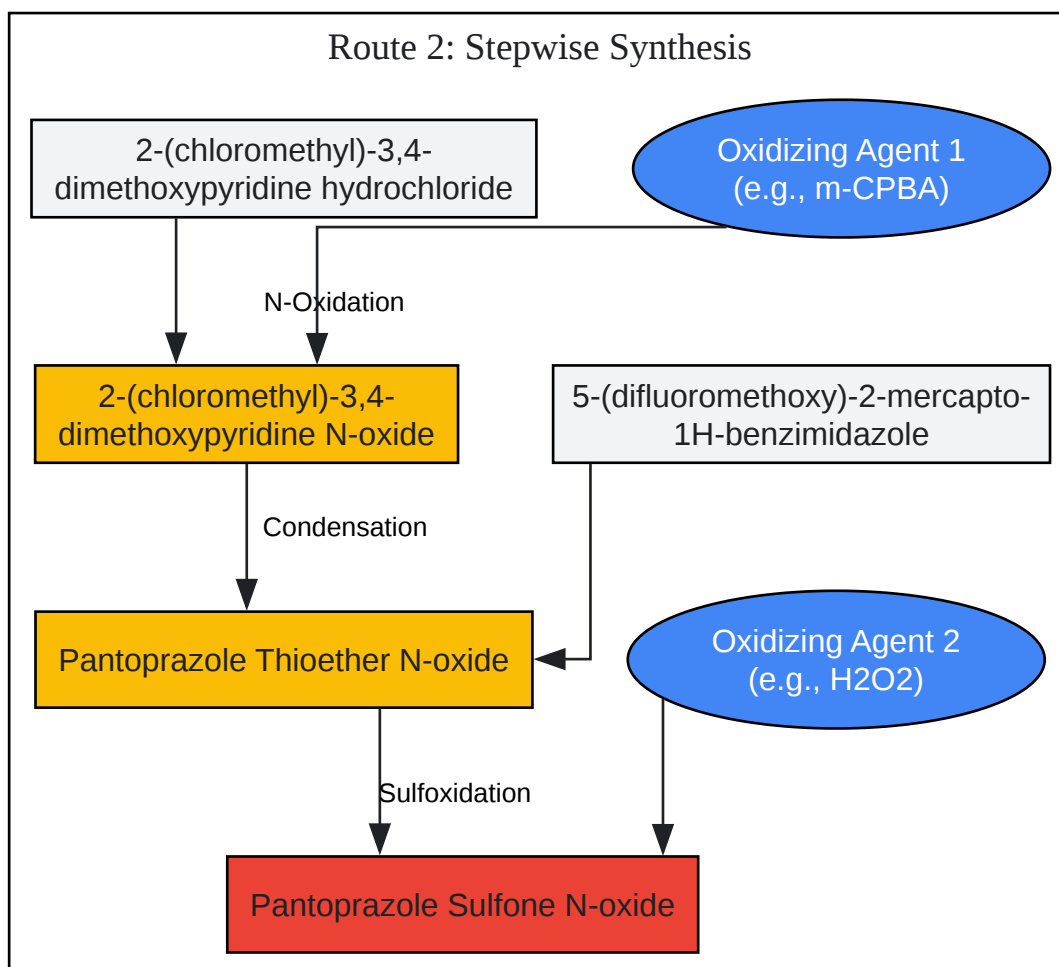 Route 2: Stepwise Synthesis
2-(chloromethyl)-3,4-
dimethoxypyridine hydrochloride
Oxidizing Agent 1
(e.g., m-CPBA)
N-Oxidation
2-(chloromethyl)-3,4-
dimethoxypyridine N-oxide
5-(difluoromethoxy)-2-mercapto-
1H-benzimidazole
Condensation
Pantoprazole Thioether N-oxide
Oxidizing Agent 2
(e.g., H2O2)
Sulfoxidation
Pantoprazole Sulfone N-oxide